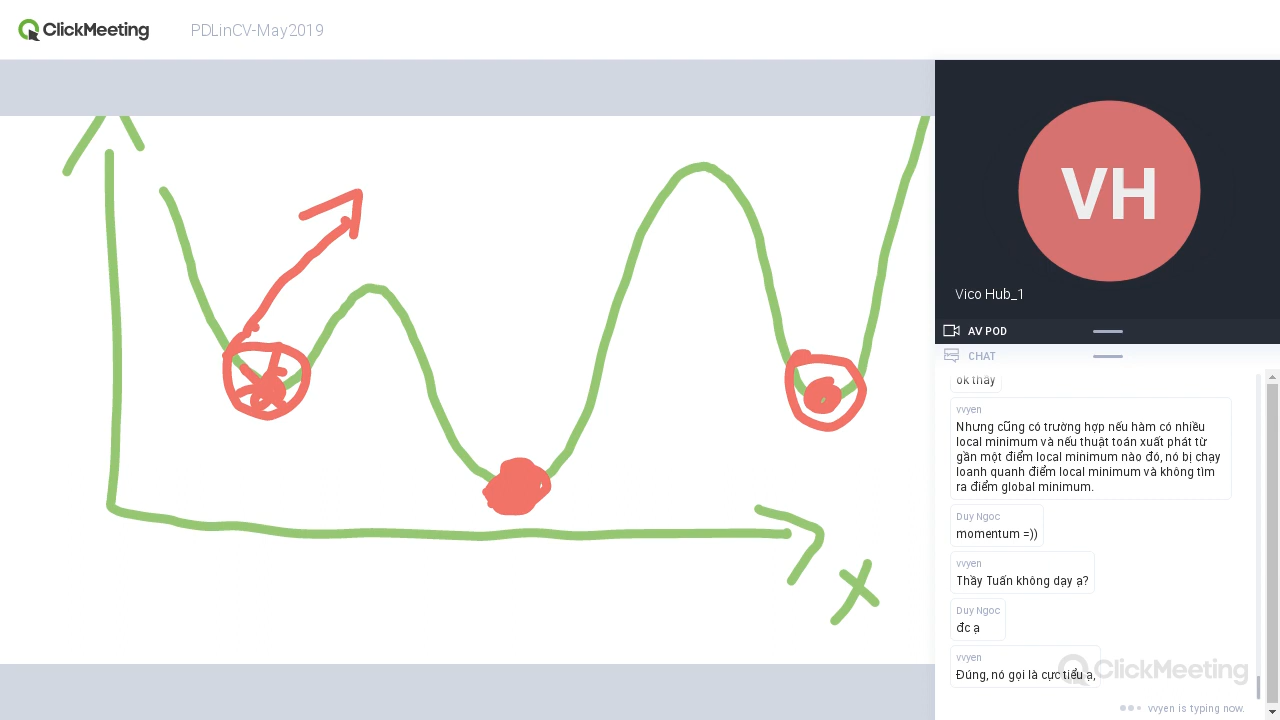 ClickMeeting
PDLinCV-May2019
VH
Vico Hub_1
AV POD
CHAT
ok thầy
vvyen
Nhưng cũng có trường hợp nếu hàm có nhiều
local minimum và nếu thuật toán xuất phát từ
gần một điểm local minimum nào đó, nó bị chạy
loanh quanh điểm local minimum và không tìm
ra điểm global minimum.
Duy Ngoc
momentum =))
vvyen
Thầy Tuấn không dạy ạ?
Duy Ngoc
đc ạ
vvyen
Đúng, nó gọi là cực tiểu ạ,
ClickMeeting
vvyen is typing now.
x